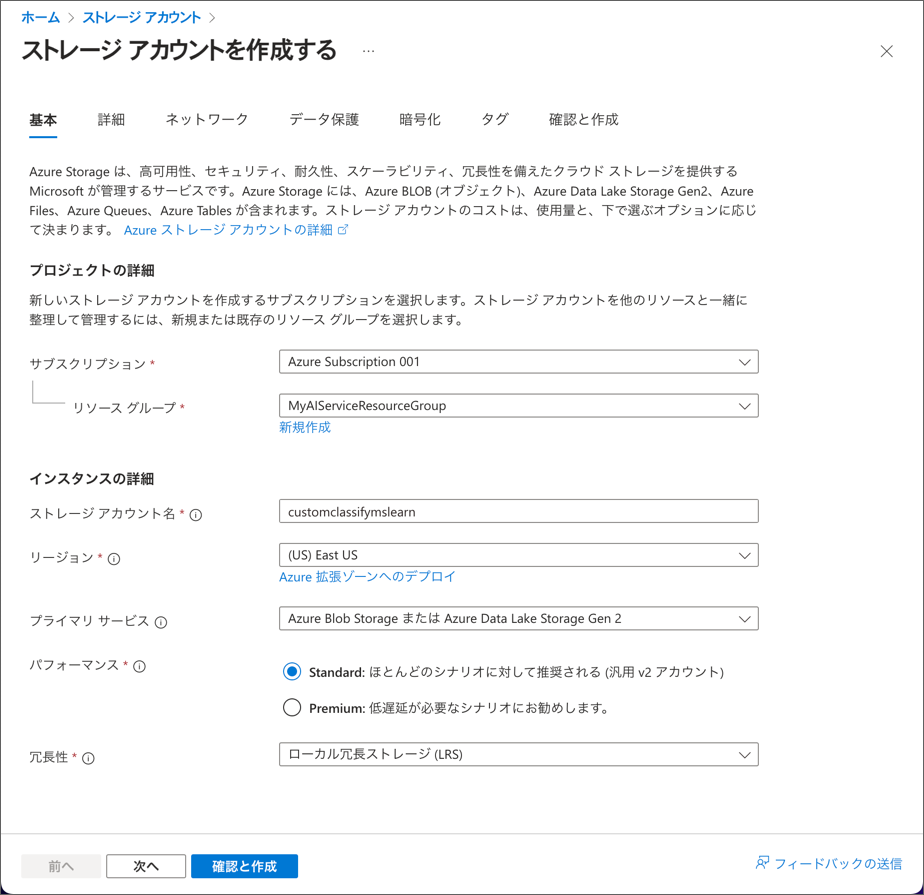 ホーム > ストレージ アカウント >
ストレージ アカウントを作成する ...
基本 詳細 ネットワーク データ保護 暗号化 タグ 確認と作成
Azure Storage は、高可用性、セキュリティ、耐久性、スケーラビリティ、冗長性を備えたクラウド ストレージを提供する
Microsoft が管理するサービスです。Azure Storage には、Azure BLOB (オブジェクト)、Azure Data Lake Storage Gen2、Azure
Files、Azure Queues、Azure Tables が含まれます。ストレージ アカウントのコストは、使用量と、下で選ぶオプションに応じ
て決まります。 Azure ストレージ アカウントの詳細
プロジェクトの詳細
新しいストレージ アカウントを作成するサブスクリプションを選択します。ストレージ アカウントを他のリソースと一緒に
整理して管理するには、新規または既存のリソース グループを選択します。
サブスクリプション * Azure Subscription 001
リソース グループ * MyAIServiceResourceGroup
新規作成
インスタンスの詳細
ストレージ アカウント名 * customclassifymslearn
リージョン * (US) East US
Azure 拡張ゾーンへのデプロイ
プライマリ サービス Azure Blob Storage または Azure Data Lake Storage Gen 2
パフォーマンス * Standard: ほとんどのシナリオに対して推奨される (汎用 v2 アカウント)
Premium: 低遅延が必要なシナリオにお勧めします。
冗長性 * ローカル冗長ストレージ (LRS)
前へ 次へ 確認と作成 フィードバックの送信